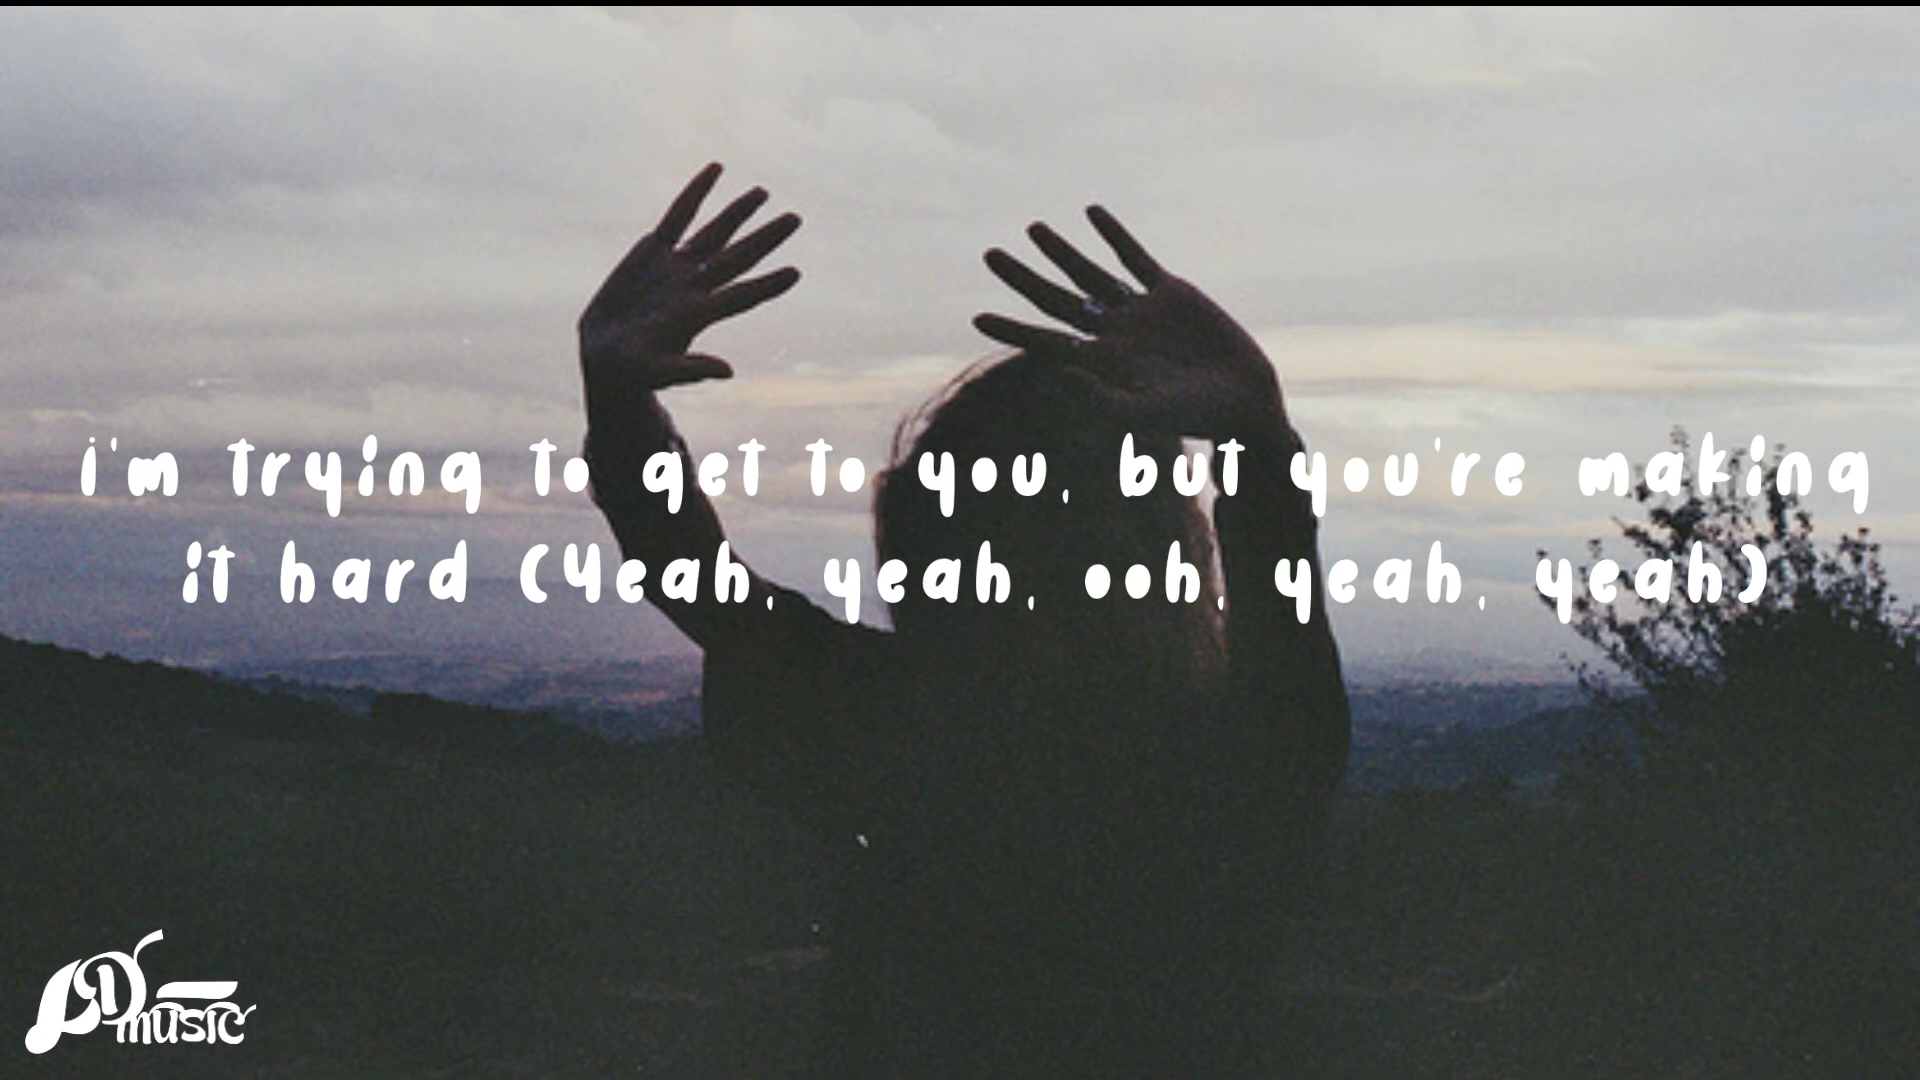 i'm trying to get to you, but you're making
it hard (Yeah, yeah, ooh, yeah, yeah)
music